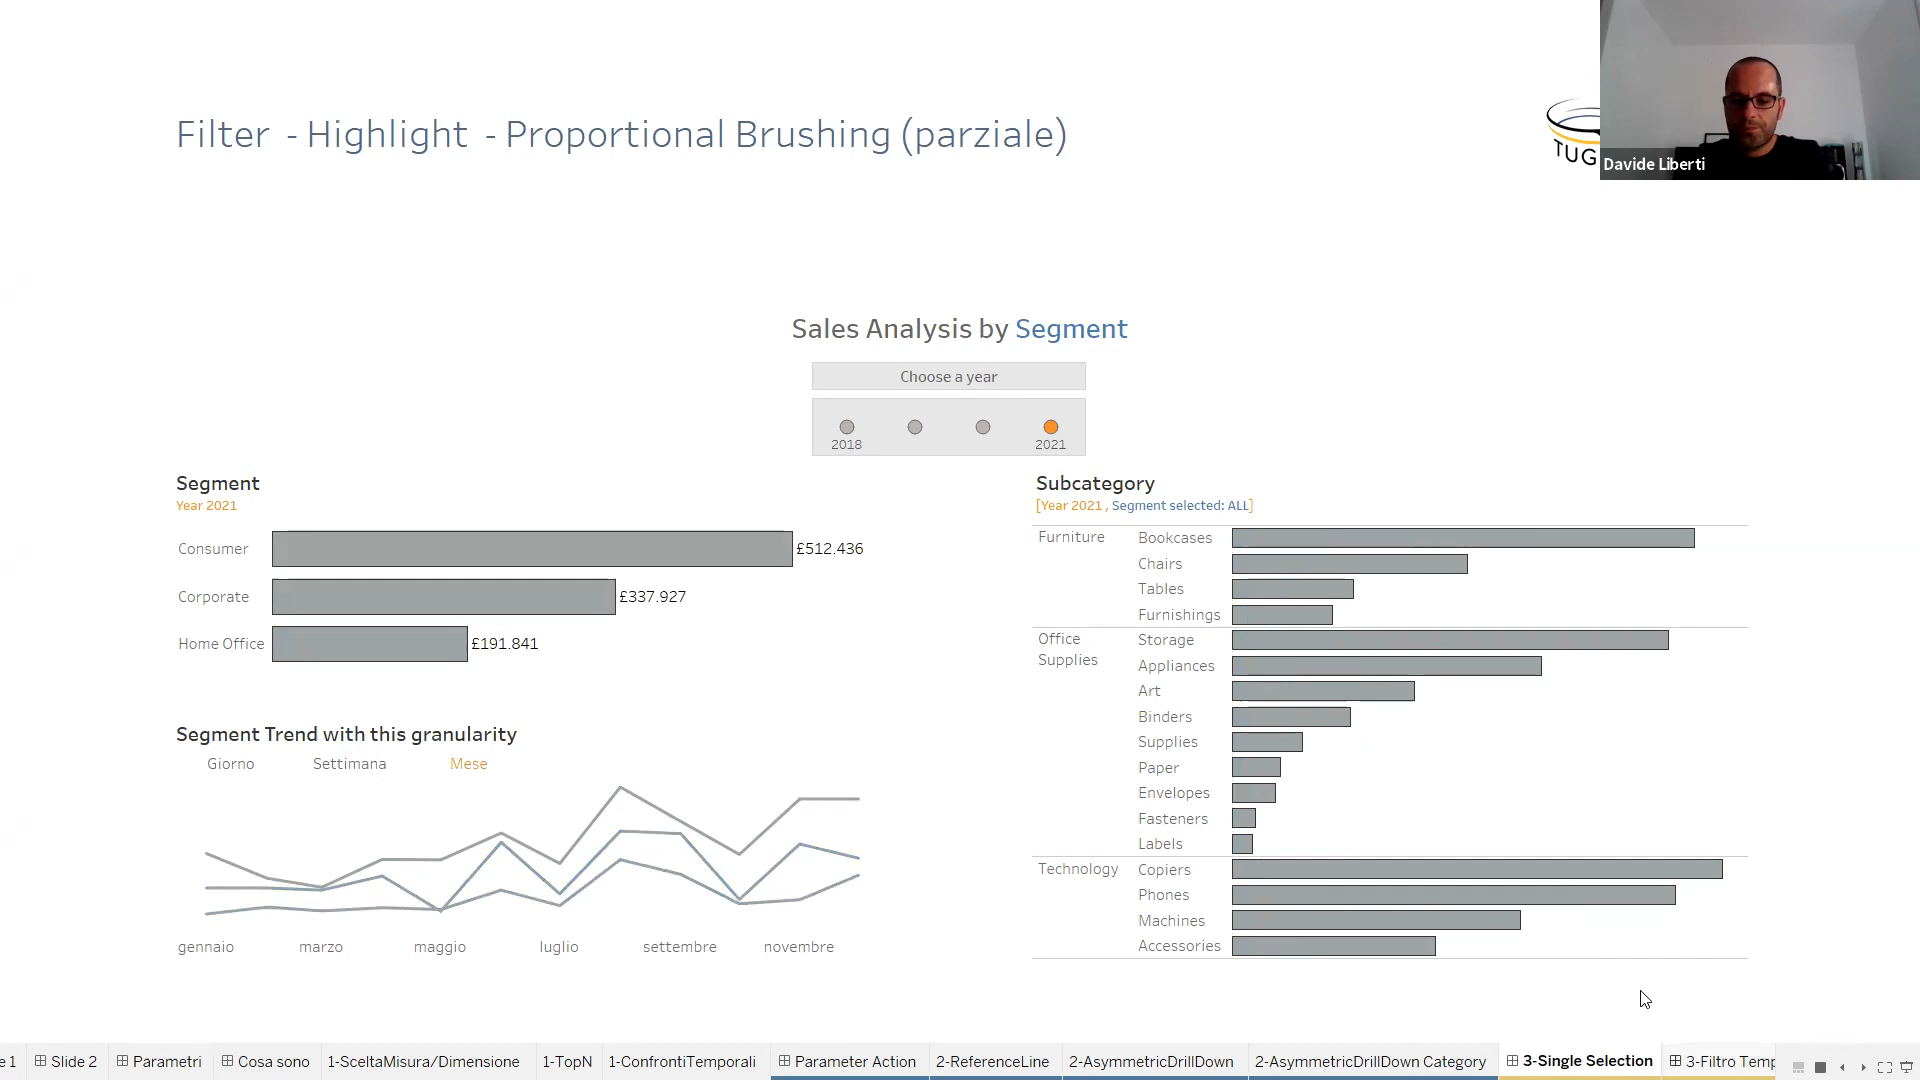 Filter - Highlight - Proportional Brushing (parziale)
TUG
Davide Liberti
Sales Analysis by Segment
Choose a year
2018
2021
Segment
Year 2021
Consumer £512.436
Corporate £337.927
Home Office £191.841
Segment Trend with this granularity
Giorno Settimana Mese
gennaio marzo maggio luglio settembre novembre
Subcategory
[Year 2021 , Segment selected: ALL]
Furniture Bookcases
Chairs
Tables
Furnishings
Office Supplies Storage
Appliances
Art
Binders
Supplies
Paper
Envelopes
Fasteners
Labels
Technology Copiers
Phones
Machines
Accessories
e 1 Slide 2 Parametri Cosa sono 1-SceltaMisura/Dimensione 1-TopN 1-ConfrontiTemporali Parameter Action 2-ReferenceLine 2-AsymmetricDrillDown 2-AsymmetricDrillDown Category 3-Single Selection 3-Filtro Temp